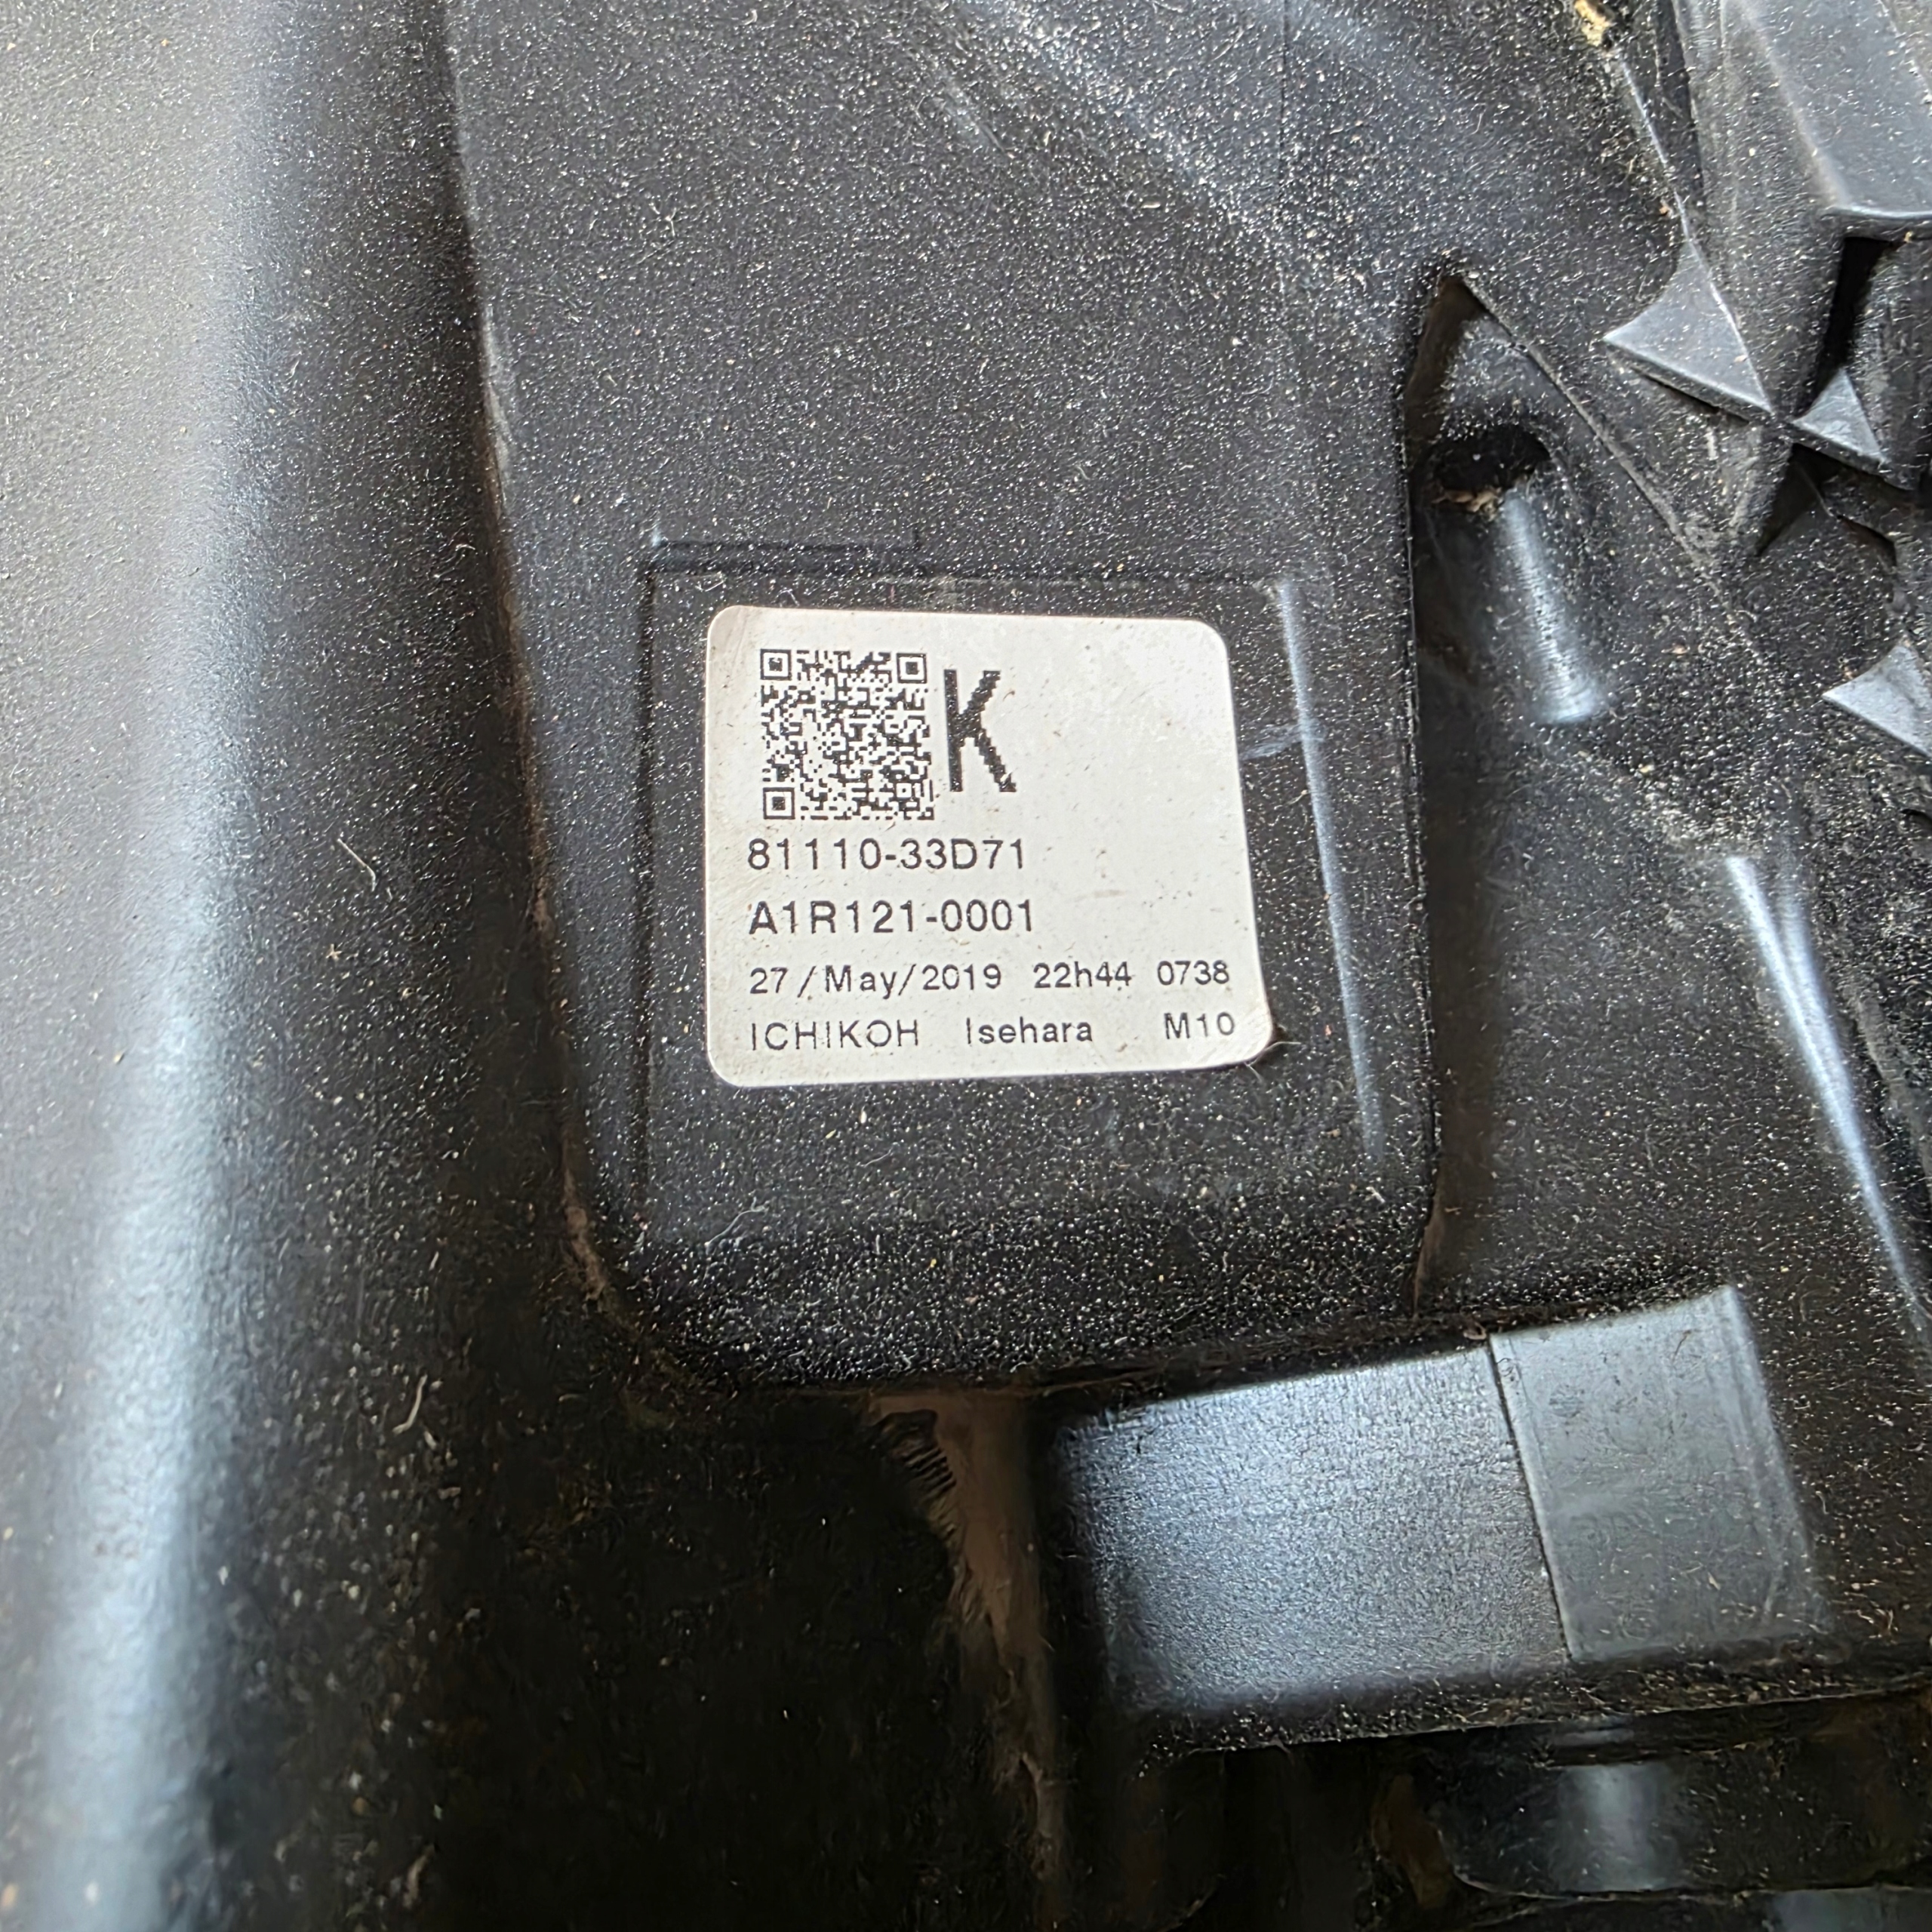 K
81110-33D71
A1R121-0001
27/May/2019 22h44 0738
ICHIKOH Isehara M10